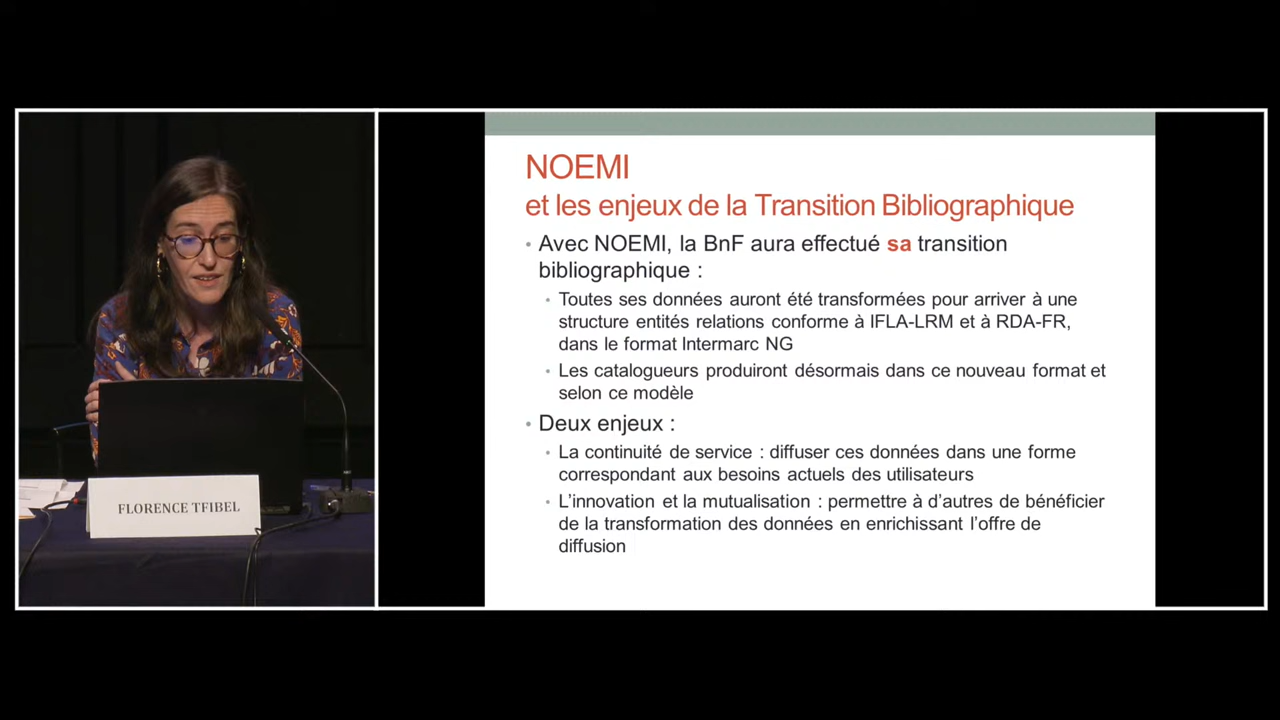 NOEMI
et les enjeux de la Transition Bibliographique
• Avec NOEMI, la BnF aura effectué sa transition
bibliographique :
• Toutes ses données auront été transformées pour arriver à une
structure entités relations conforme à IFLA-LRM et à RDA-FR,
dans le format Intermarc NG
• Les catalogueurs produiront désormais dans ce nouveau format et
selon ce modèle
• Deux enjeux :
• La continuité de service : diffuser ces données dans une forme
correspondant aux besoins actuels des utilisateurs
• L’innovation et la mutualisation : permettre à d’autres de bénéficier
de la transformation des données en enrichissant l’offre de
diffusion
FLORENCE TFIBEL